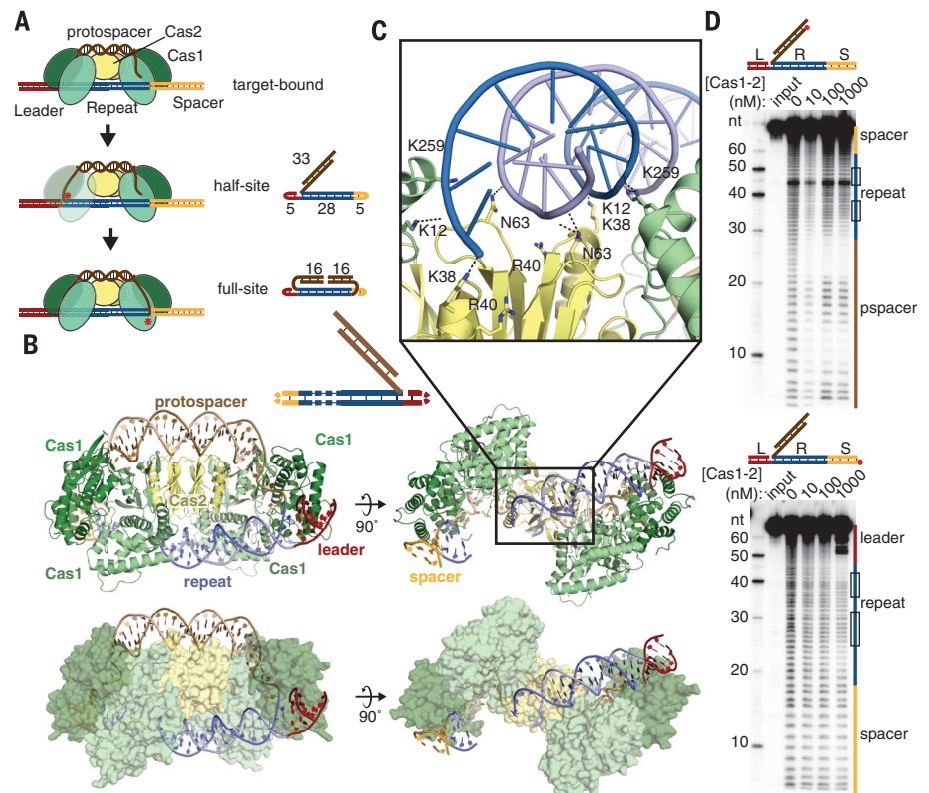 A
protospacer
Cas2
Cas1
Leader
Repeat
Spacer
target-bound
33
half-site
5 28 5
16 16
full-site
B
protospacer
Cas1
Cas1
Cas2
leader
Cas1
repeat
Cas1
90°
spacer
90°
C
K259
K259
K12
N63
K12
K38
N63
K38
R40
R40
D
L R S
[Cas1-2]
(nM):
input
0
10
100
1000
nt
60
50
40
30
20
10
spacer
repeat
pspacer
L R S
[Cas1-2]
(nM):
input
0
10
100
1000
nt
60
50
40
30
20
10
leader
repeat
spacer